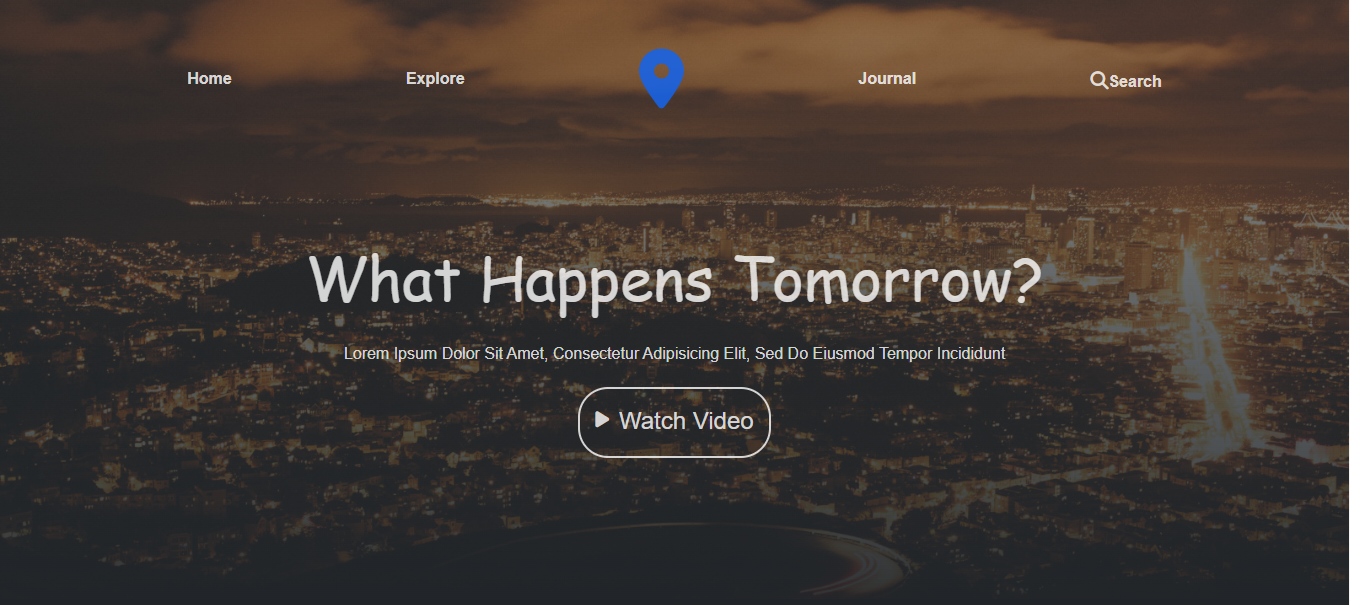 Home
Explore
Journal
Search
What Happens Tomorrow?
Lorem Ipsum Dolor Sit Amet, Consectetur Adipisicing Elit, Sed Do Eiusmod Tempor Incididunt
Watch Video